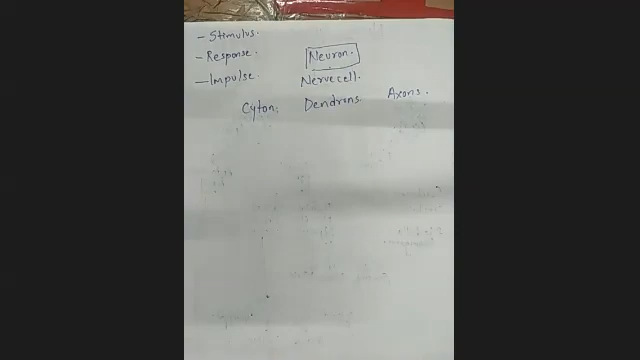 - Stimulus.
- Response.
Neuron.
- Impulse.
Nervecell.
Cyton. Dendrons. Axons.